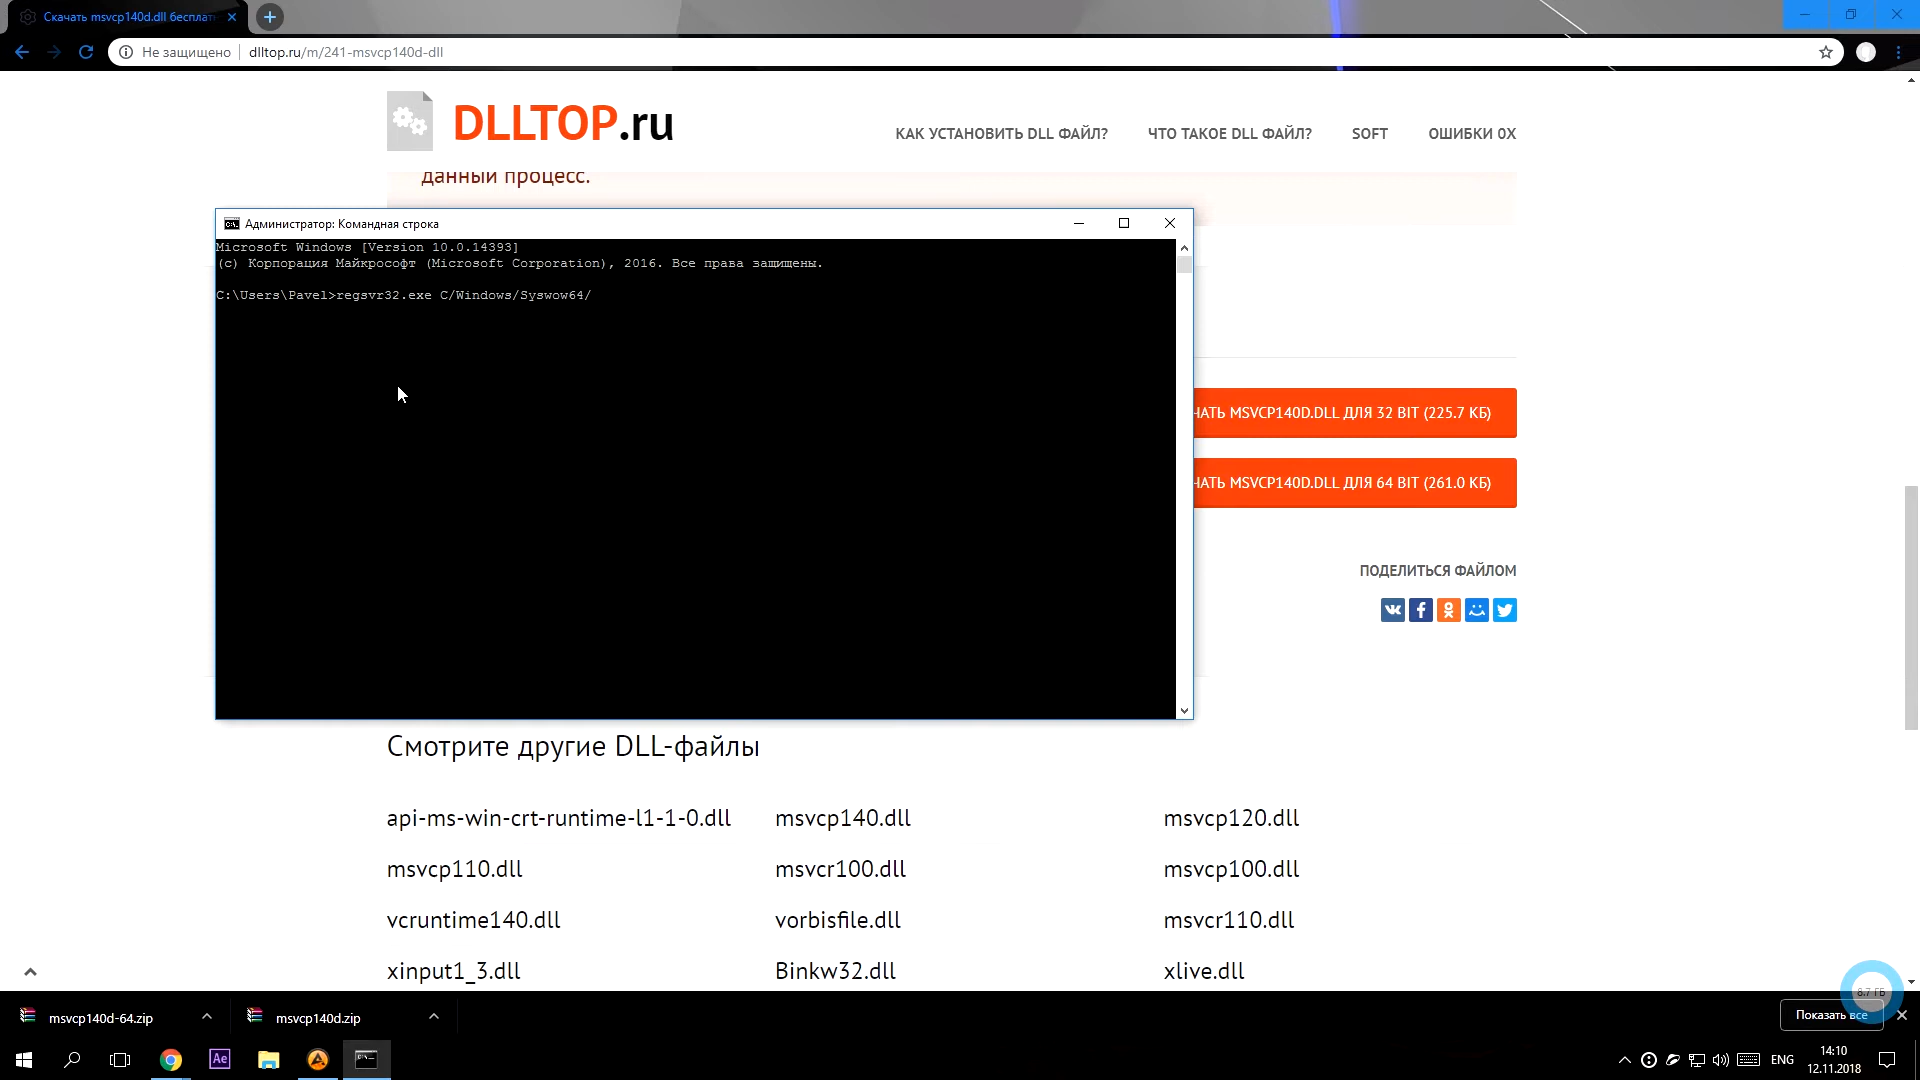 Скачать msvcp140d.dll бесплат
Не защищено dlltop.ru/m/241-msvcp140d-dll
DLLTOP.ru
КАК УСТАНОВИТЬ DLL ФАЙЛ? ЧТО ТАКОЕ DLL ФАЙЛ? SOFT ОШИБКИ 0X
данный процесс.
Администратор: Командная строка
Microsoft Windows [Version 10.0.14393]
(c) Корпорация Майкрософт (Microsoft Corporation), 2016. Все права защищены.
C:\Users\Pavel>regsvr32.exe C/Windows/Syswow64/
ЧАТЬ MSVCP140D.DLL ДЛЯ 32 BIT (225.7 КБ)
ЧАТЬ MSVCP140D.DLL ДЛЯ 64 BIT (261.0 КБ)
ПОДЕЛИТЬСЯ ФАЙЛОМ
Смотрите другие DLL-файлы
api-ms-win-crt-runtime-l1-1-0.dll msvcp140.dll msvcp120.dll
msvcp110.dll msvcr100.dll msvcp100.dll
vcruntime140.dll vorbisfile.dll msvcr110.dll
xinput1_3.dll Binkw32.dll xlive.dll
8.7 ГБ
msvcp140d-64.zip msvcp140d.zip Показать все
Ae ENG 14:10
12.11.2018